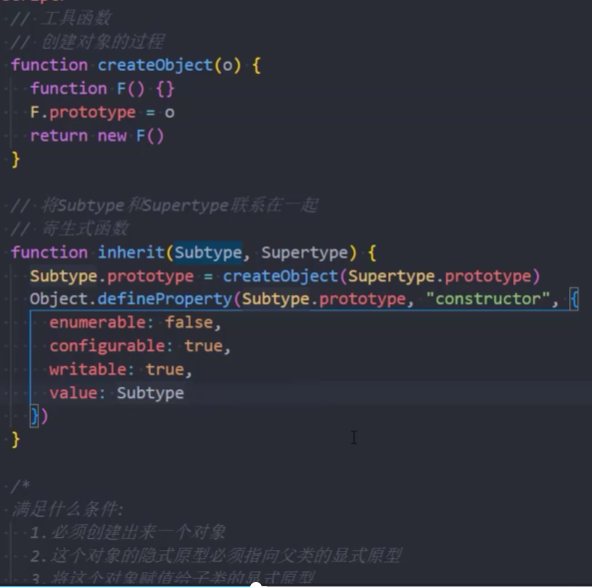 // 工具函数
// 创建对象的过程
function createObject(o) {
  function F() {}
  F.prototype = o
  return new F()
}

// 将Subtype和Supertype联系在一起
// 寄生式函数
function inherit(Subtype, Supertype) {
  Subtype.prototype = createObject(Supertype.prototype)
  Object.defineProperty(Subtype.prototype, "constructor", {
    enumerable: false,
    configurable: true,
    writable: true,
    value: Subtype
  })
}

/*
满足什么条件:
  1.必须创建出来一个对象
  2.这个对象的隐式原型必须指向父类的显式原型
  3.将这个对象赋值给子类的显式原型